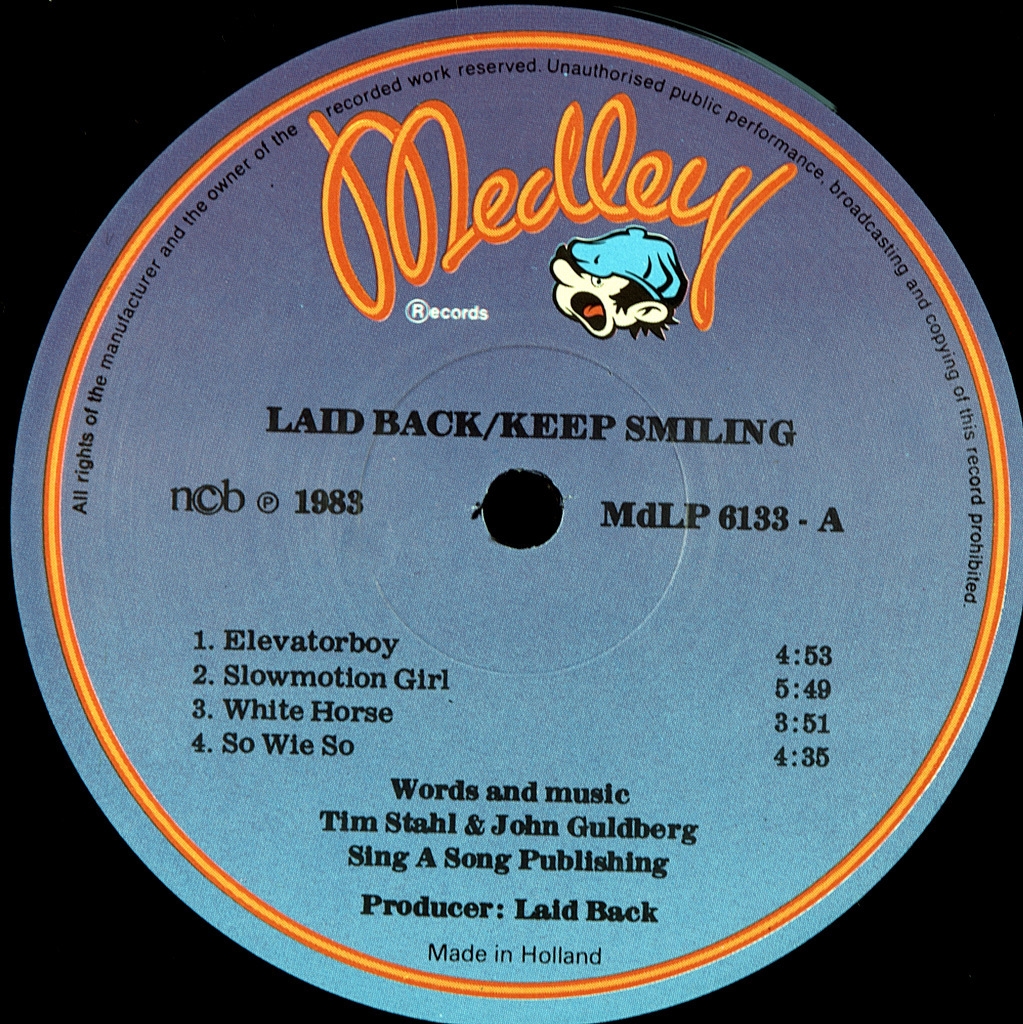 All rights of the manufacturer and the owner of the recorded work reserved. Unauthorised public performance, broadcasting and copying of this record prohibited.
Medley
®ecords
LAID BACK/KEEP SMILING
n©b ℗ 1983
MdLP 6133 - A
1. Elevatorboy 4:53
2. Slowmotion Girl 5:49
3. White Horse 3:51
4. So Wie So 4:35
Words and music
Tim Stahl & John Guldberg
Sing A Song Publishing
Producer: Laid Back
Made in Holland